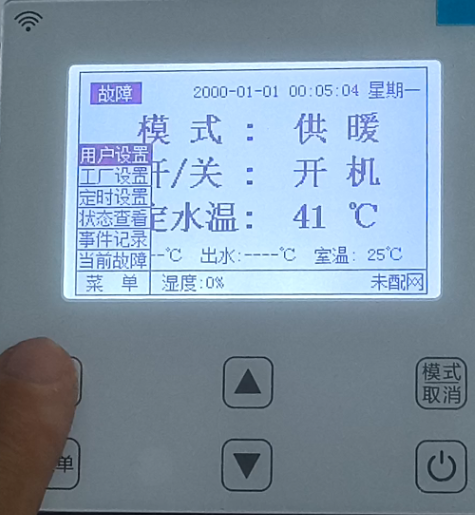 故障 2000-01-01 00:05:04 星期一
模 式 : 供 暖
用户设置
工厂设置 开/关 : 开 机
定时设置
状态查看 定水温: 41 ℃
事件记录
当前故障 --℃ 出水:----℃ 室温: 25℃
菜 单 湿度:0% 未配网
模式
取消
单